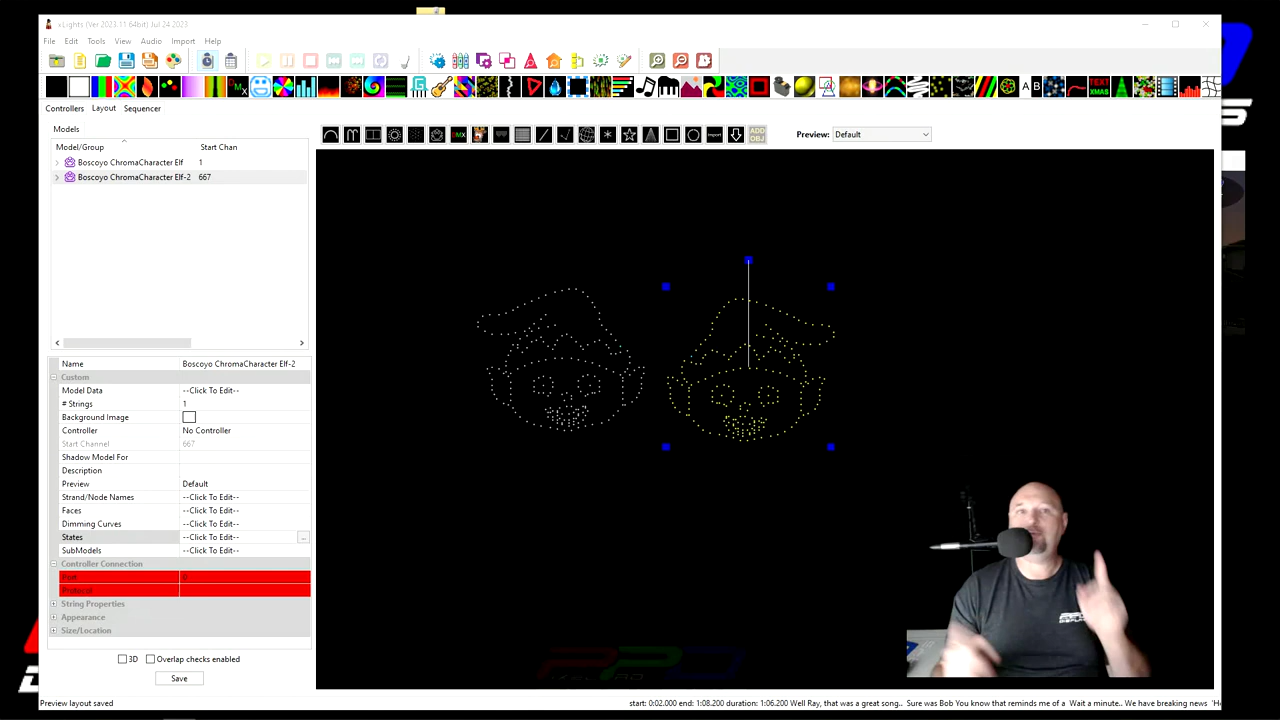 xLights (Ver 2023.11 64bit) Jul 24 2023
File Edit Tools View Audio Import Help
Controllers Layout Sequencer
Models
Preview: Default
Model/Group Start Chan
Boscoyo ChromaCharacter Elf 1
Boscoyo ChromaCharacter Elf-2 667
Name Boscoyo ChromaCharacter Elf-2
Custom
Model Data --Click To Edit--
# Strings 1
Background Image
Controller No Controller
Start Channel 667
Shadow Model For
Description
Preview Default
Strand/Node Names --Click To Edit--
Faces --Click To Edit--
Dimming Curves --Click To Edit--
States --Click To Edit-- ...
SubModels --Click To Edit--
Controller Connection
Port 0
Protocol
String Properties
Appearance
Size/Location
3D Overlap checks enabled
Save
Preview layout saved start: 0:02.000 end: 1:08.200 duration: 1:06.200 Well Ray, that was a great song.. Sure was Bob You know that reminds me of a Wait a minute.. We have breaking news